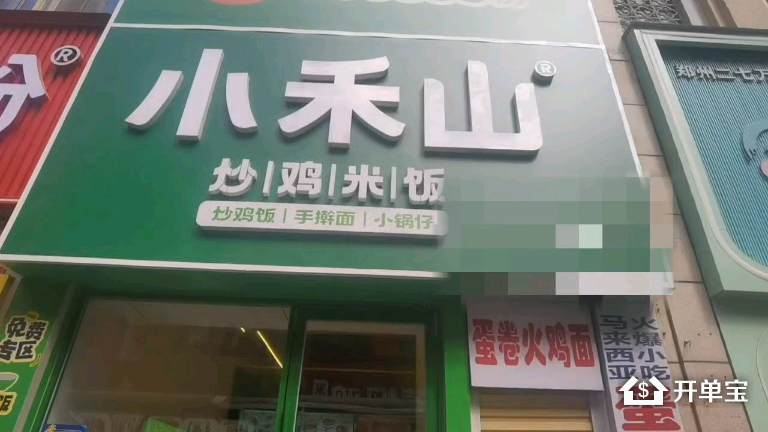 小禾山®
炒|鸡|米|饭
炒鸡饭|手擀面|小锅仔
®
郑州二七万
免费
专区
饭
蛋卷火鸡面
马来西亚
火爆小吃
蛋
开单宝